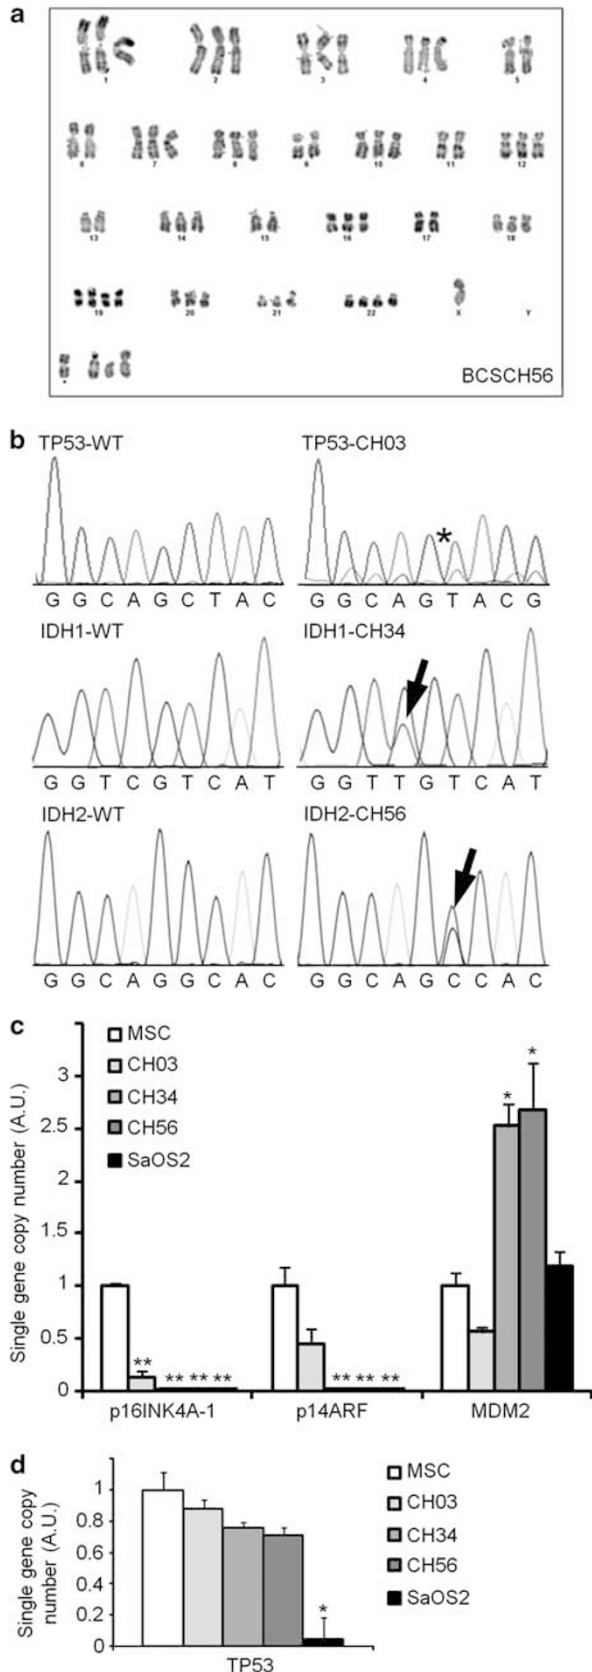 a
1 2 3 4 5
6 7 8 9 10 11 12
13 14 15 16 17 18
19 20 21 22 X Y
BCSCH56
b
TP53-WT TP53-CH03
*
G G C A G C T A C G G C A G T A C G
IDH1-WT IDH1-CH34
G G T C G T C A T G G T T G T C A T
IDH2-WT IDH2-CH56
G G C A G G C A C G G C A G C C A C
c
Single gene copy number (A.U.)
3
2.5
2
1.5
1
0.5
0
MSC
CH03
CH34
CH56
SaOS2
** ** ** ** ** ** ** * *
p16INK4A-1 p14ARF MDM2
d
Single gene copy
number (A.U.)
1
0.8
0.6
0.4
0.2
0
*
TP53
MSC
CH03
CH34
CH56
SaOS2